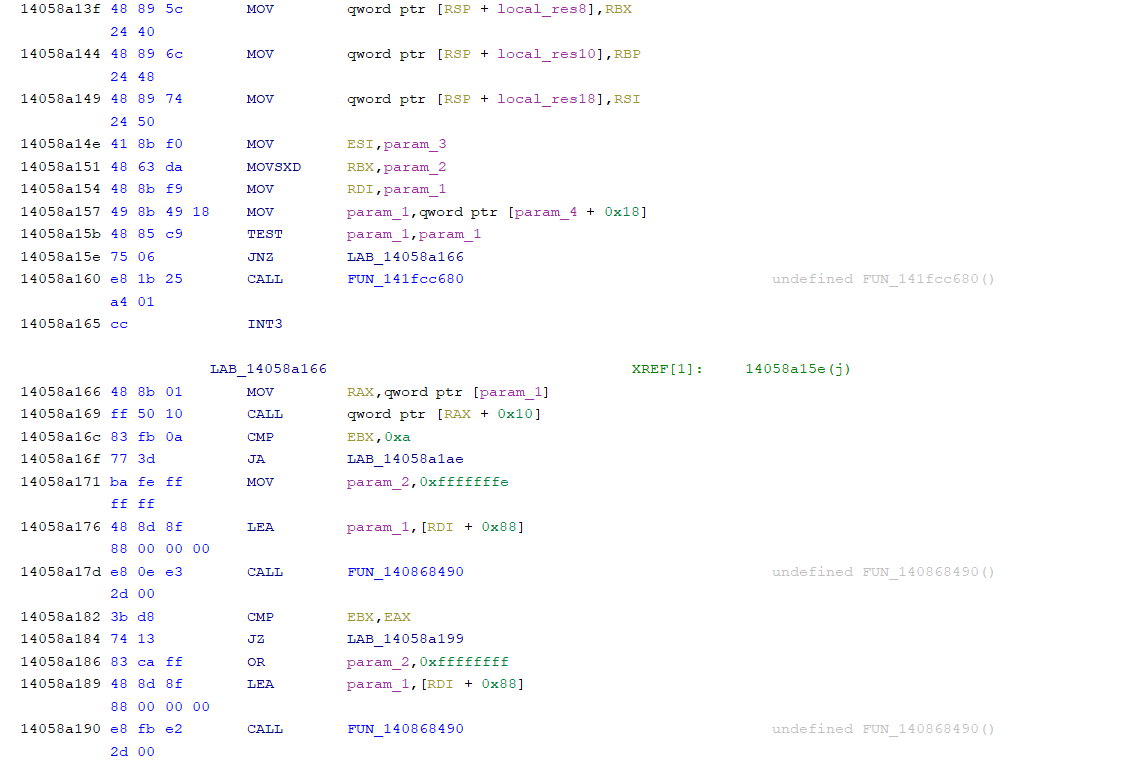 14058a13f 48 89 5c MOV qword ptr [RSP + local_res8],RBX
24 40
14058a144 48 89 6c MOV qword ptr [RSP + local_res10],RBP
24 48
14058a149 48 89 74 MOV qword ptr [RSP + local_res18],RSI
24 50
14058a14e 41 8b f0 MOV ESI,param_3
14058a151 48 63 da MOVSXD RBX,param_2
14058a154 48 8b f9 MOV RDI,param_1
14058a157 49 8b 49 18 MOV param_1,qword ptr [param_4 + 0x18]
14058a15b 48 85 c9 TEST param_1,param_1
14058a15e 75 06 JNZ LAB_14058a166
14058a160 e8 1b 25 CALL FUN_141fcc680 undefined FUN_141fcc680()
a4 01
14058a165 cc INT3
LAB_14058a166 XREF[1]: 14058a15e(j)
14058a166 48 8b 01 MOV RAX,qword ptr [param_1]
14058a169 ff 50 10 CALL qword ptr [RAX + 0x10]
14058a16c 83 fb 0a CMP EBX,0xa
14058a16f 77 3d JA LAB_14058a1ae
14058a171 ba fe ff MOV param_2,0xfffffffe
ff ff
14058a176 48 8d 8f LEA param_1,[RDI + 0x88]
88 00 00 00
14058a17d e8 0e e3 CALL FUN_140868490 undefined FUN_140868490()
2d 00
14058a182 3b d8 CMP EBX,EAX
14058a184 74 13 JZ LAB_14058a199
14058a186 83 ca ff OR param_2,0xffffffff
14058a189 48 8d 8f LEA param_1,[RDI + 0x88]
88 00 00 00
14058a190 e8 fb e2 CALL FUN_140868490 undefined FUN_140868490()
2d 00